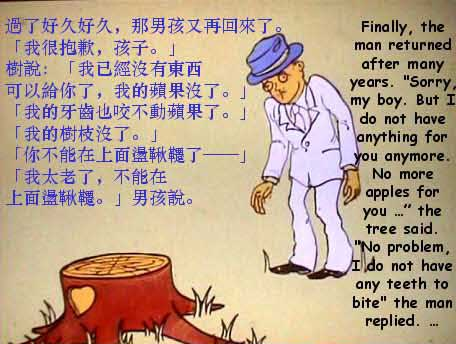 過了好久好久，那男孩又再回來了。
「我很抱歉，孩子。」
樹說：「我已經沒有東西
可以給你了，我的蘋果沒了。」
「我的牙齒也咬不動蘋果了。」
「我的樹枝沒了。」
「你不能在上面盪鞦韆了──」
「我太老了，不能在
上面盪鞦韆。」男孩說。
Finally, the
man returned
after many
years. "Sorry,
my boy. But I
do not have
anything for
you anymore.
No more
apples for
you …” the
tree said.
"No problem,
I do not have
any teeth to
bite" the man
replied. …